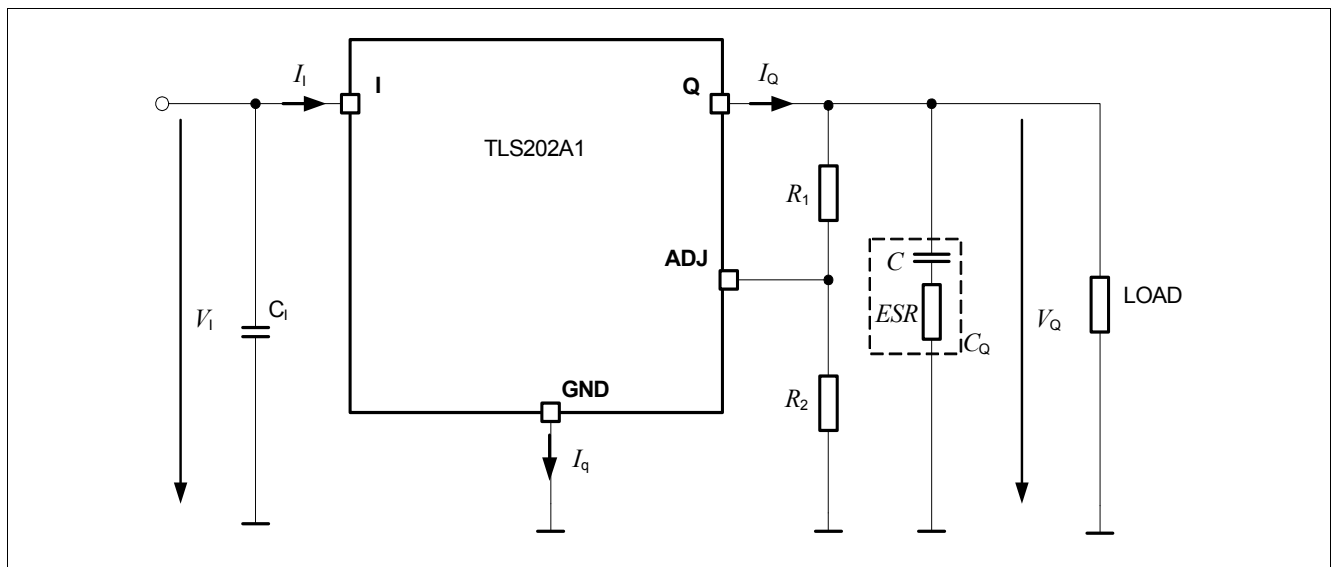 I_I
I
Q
I_Q
TLS202A1
R_1
ADJ
C
LOAD
V_I
C_I
ESR
V_Q
C_Q
GND
R_2
I_q